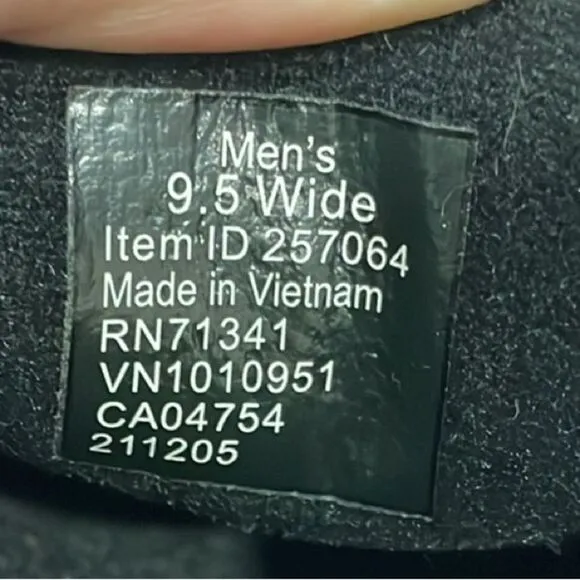 Men's
9.5 Wide
Item ID 257064
Made in Vietnam
RN71341
VN1010951
CA04754
211205